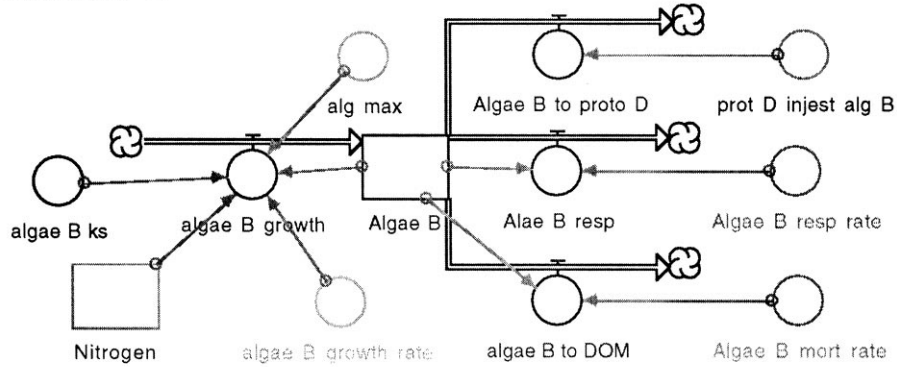 alg max
Algae B to proto D
prot D injest alg B
algae B ks
algae B growth
Algae B
Alae B resp
Algae B resp rate
Nitrogen
algae B growth rate
algae B to DOM
Algae B mort rate